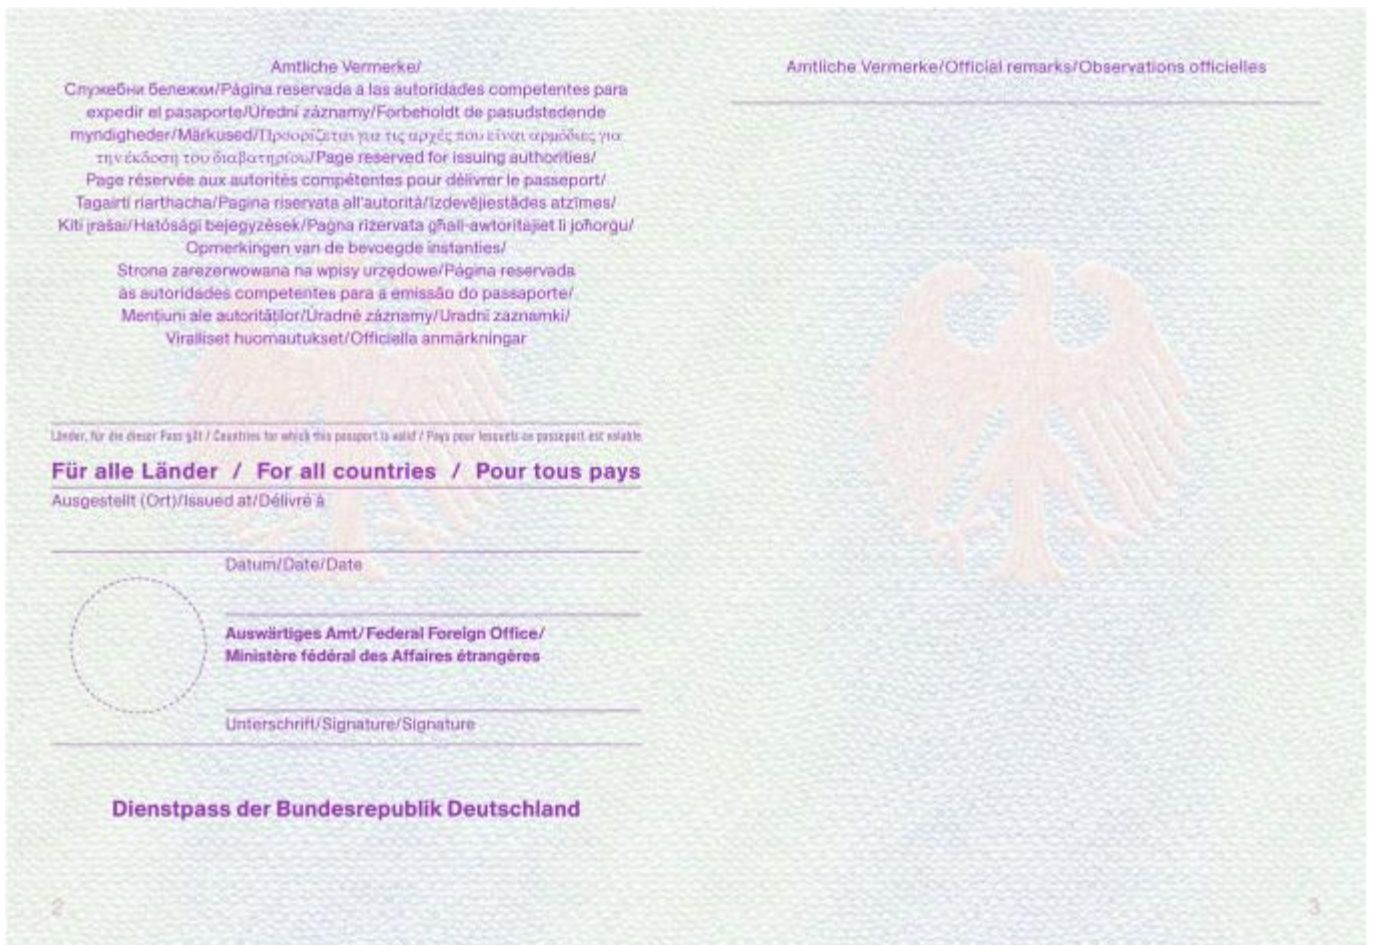 Amtliche Vermerke/
Служебни бележки/Página reservada a las autoridades competentes para
expedir el pasaporte/Úřední záznamy/Forbeholdt de pasudstedende
myndigheder/Märkused/Προορίζεται για τις αρχές που είναι αρμόδιες για
την έκδοση του διαβατηρίου/Page reserved for issuing authorities/
Page réservée aux autorités compétentes pour délivrer le passeport/
Tagairtí riarthacha/Pagina riservata all'autorità/Izdevējiestādes atzīmes/
Kiti įrašai/Hatósági bejegyzések/Paġna riżervata għall-awtoritajiet li joħorġu/
Opmerkingen van de bevoegde instanties/
Strona zarezerwowana na wpisy urzędowe/Página reservada
às autoridades competentes para a emissão do passaporte/
Mențiuni ale autorităților/Úradné záznamy/Uradni zaznamki/
Viralliset huomautukset/Officiella anmärkningar
Länder, für die dieser Pass gilt / Countries for which this passport is valid / Pays pour lesquels ce passeport est valable
Für alle Länder / For all countries / Pour tous pays
Ausgestellt (Ort)/Issued at/Délivré à
Datum/Date/Date
Auswärtiges Amt/Federal Foreign Office/
Ministère fédéral des Affaires étrangères
Unterschrift/Signature/Signature
Dienstpass der Bundesrepublik Deutschland
2
Amtliche Vermerke/Official remarks/Observations officielles
3